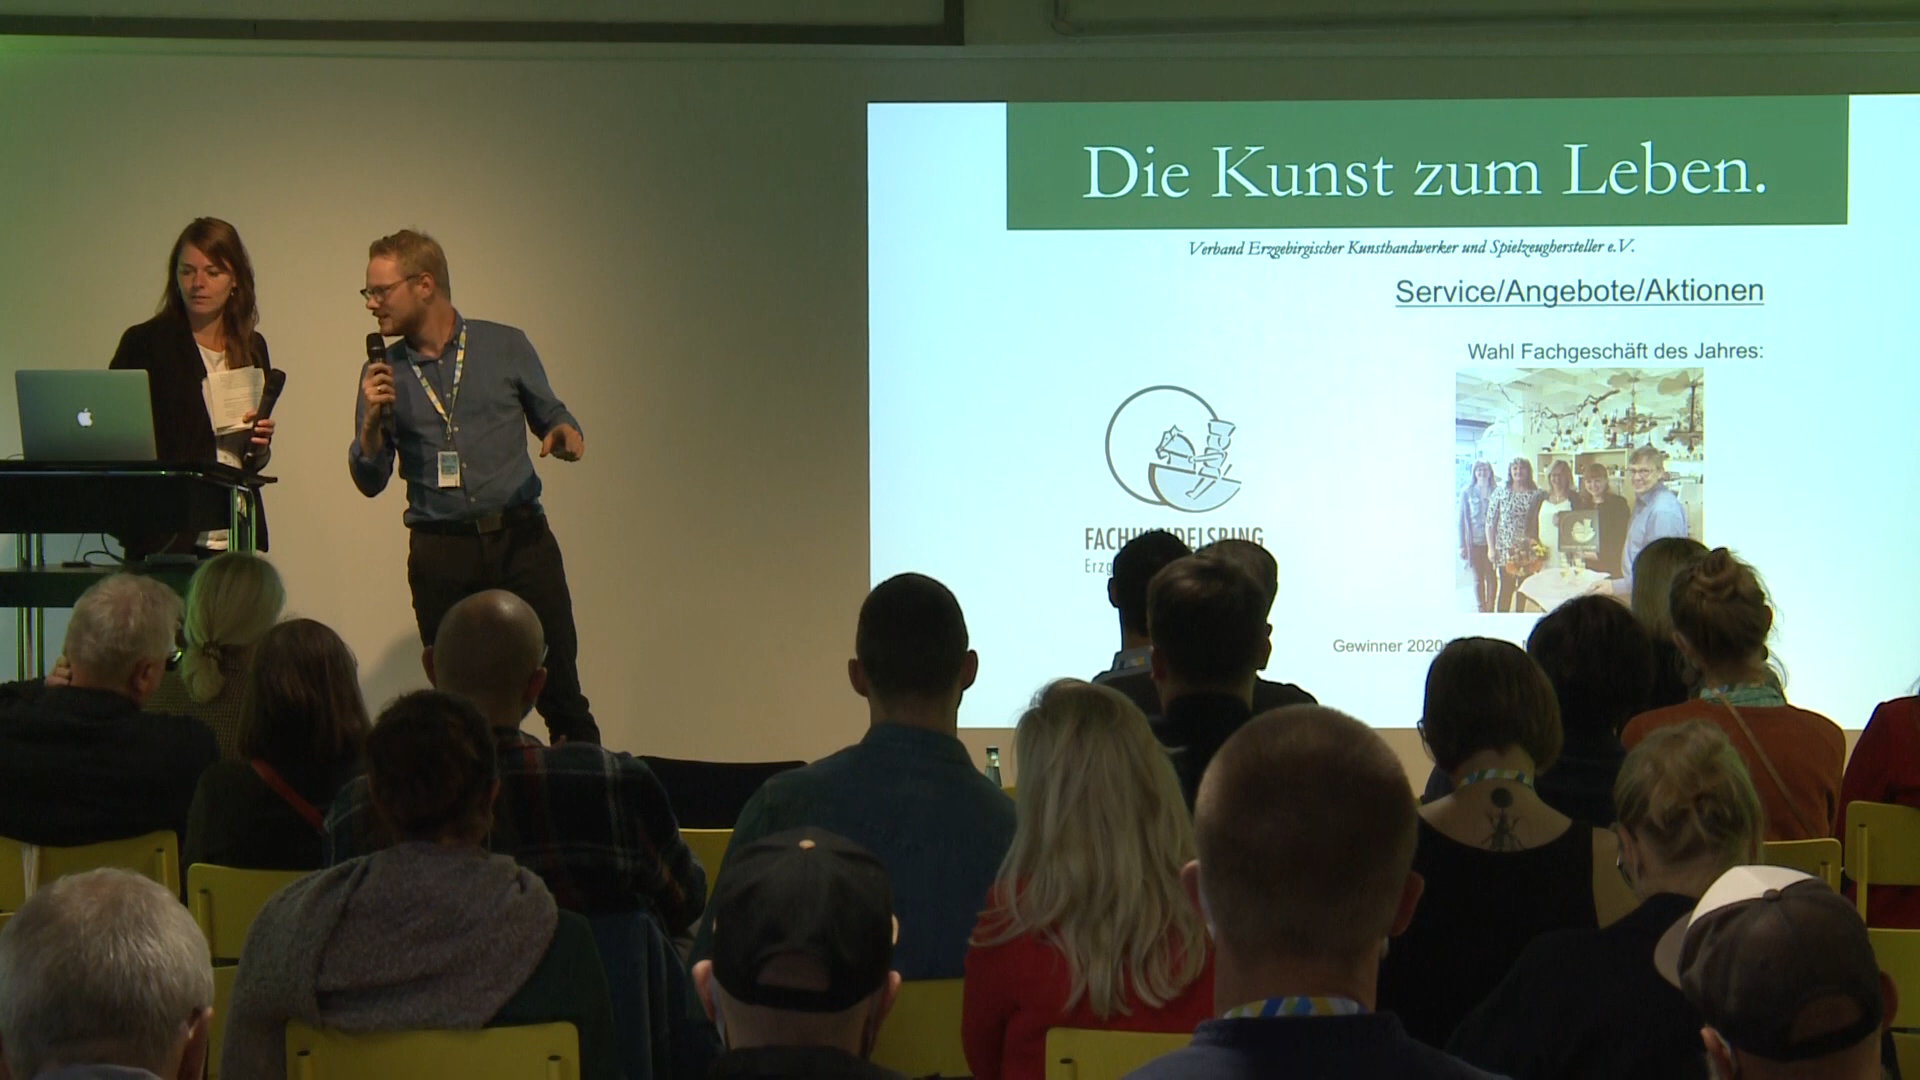 Die Kunst zum Leben.
Verband Erzgebirgischer Kunsthandwerker und Spielzeughersteller e.V.
Service/Angebote/Aktionen
Wahl Fachgeschäft des Jahres:
Gewinner 2020